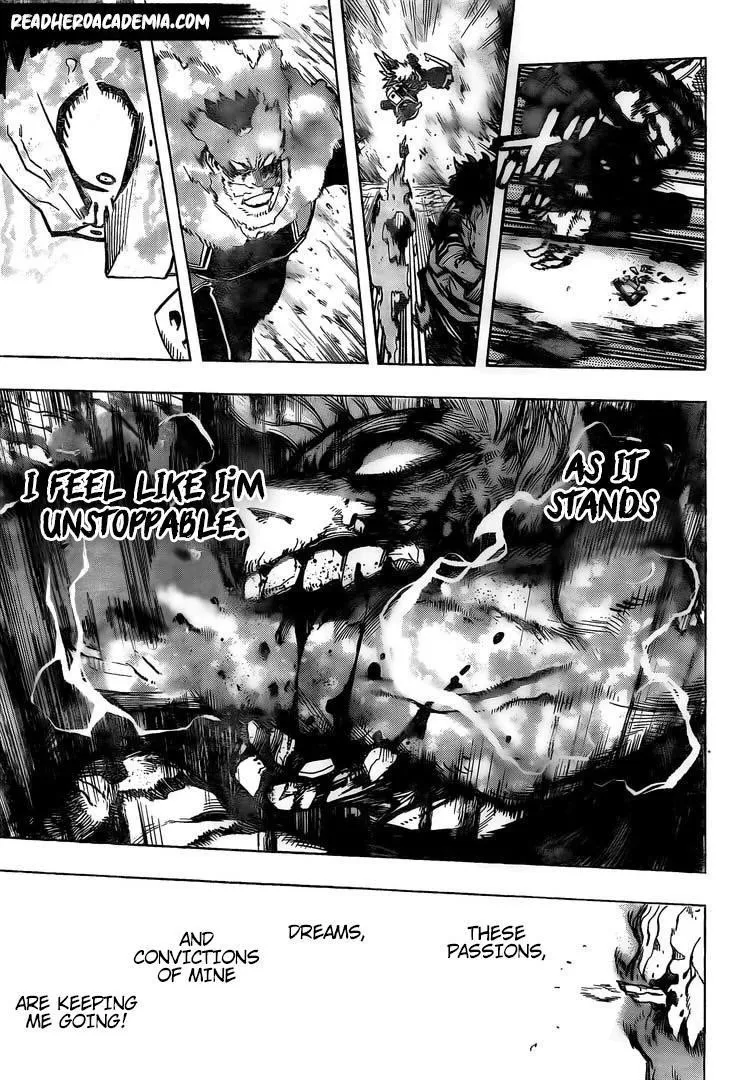 READHEROACADEMIA.COM
AS IT
STANDS
I FEEL LIKE I'M
UNSTOPPABLE.
THESE
PASSIONS,
DREAMS,
AND
CONVICTIONS
OF MINE
ARE KEEPING
ME GOING!